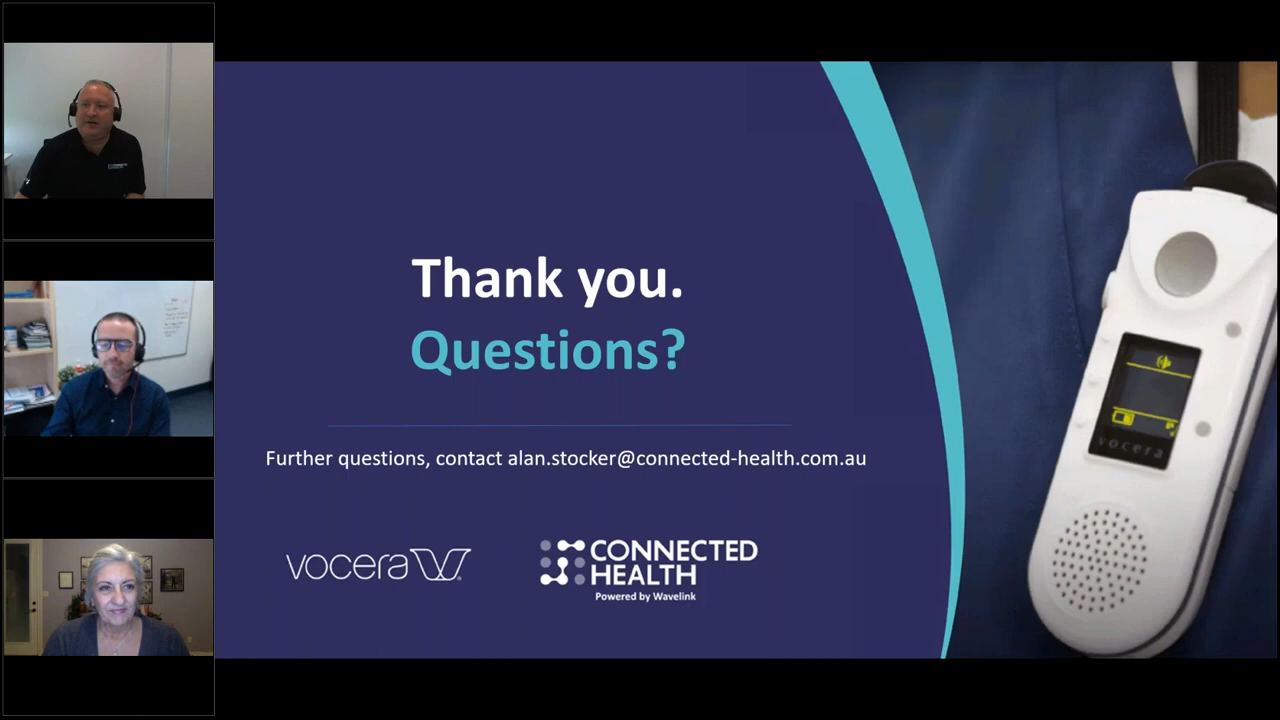 Thank you.
Questions?
Further questions, contact alan.stocker@connected-health.com.au
vocera
CONNECTED
HEALTH
Powered by Wavelink
vocera